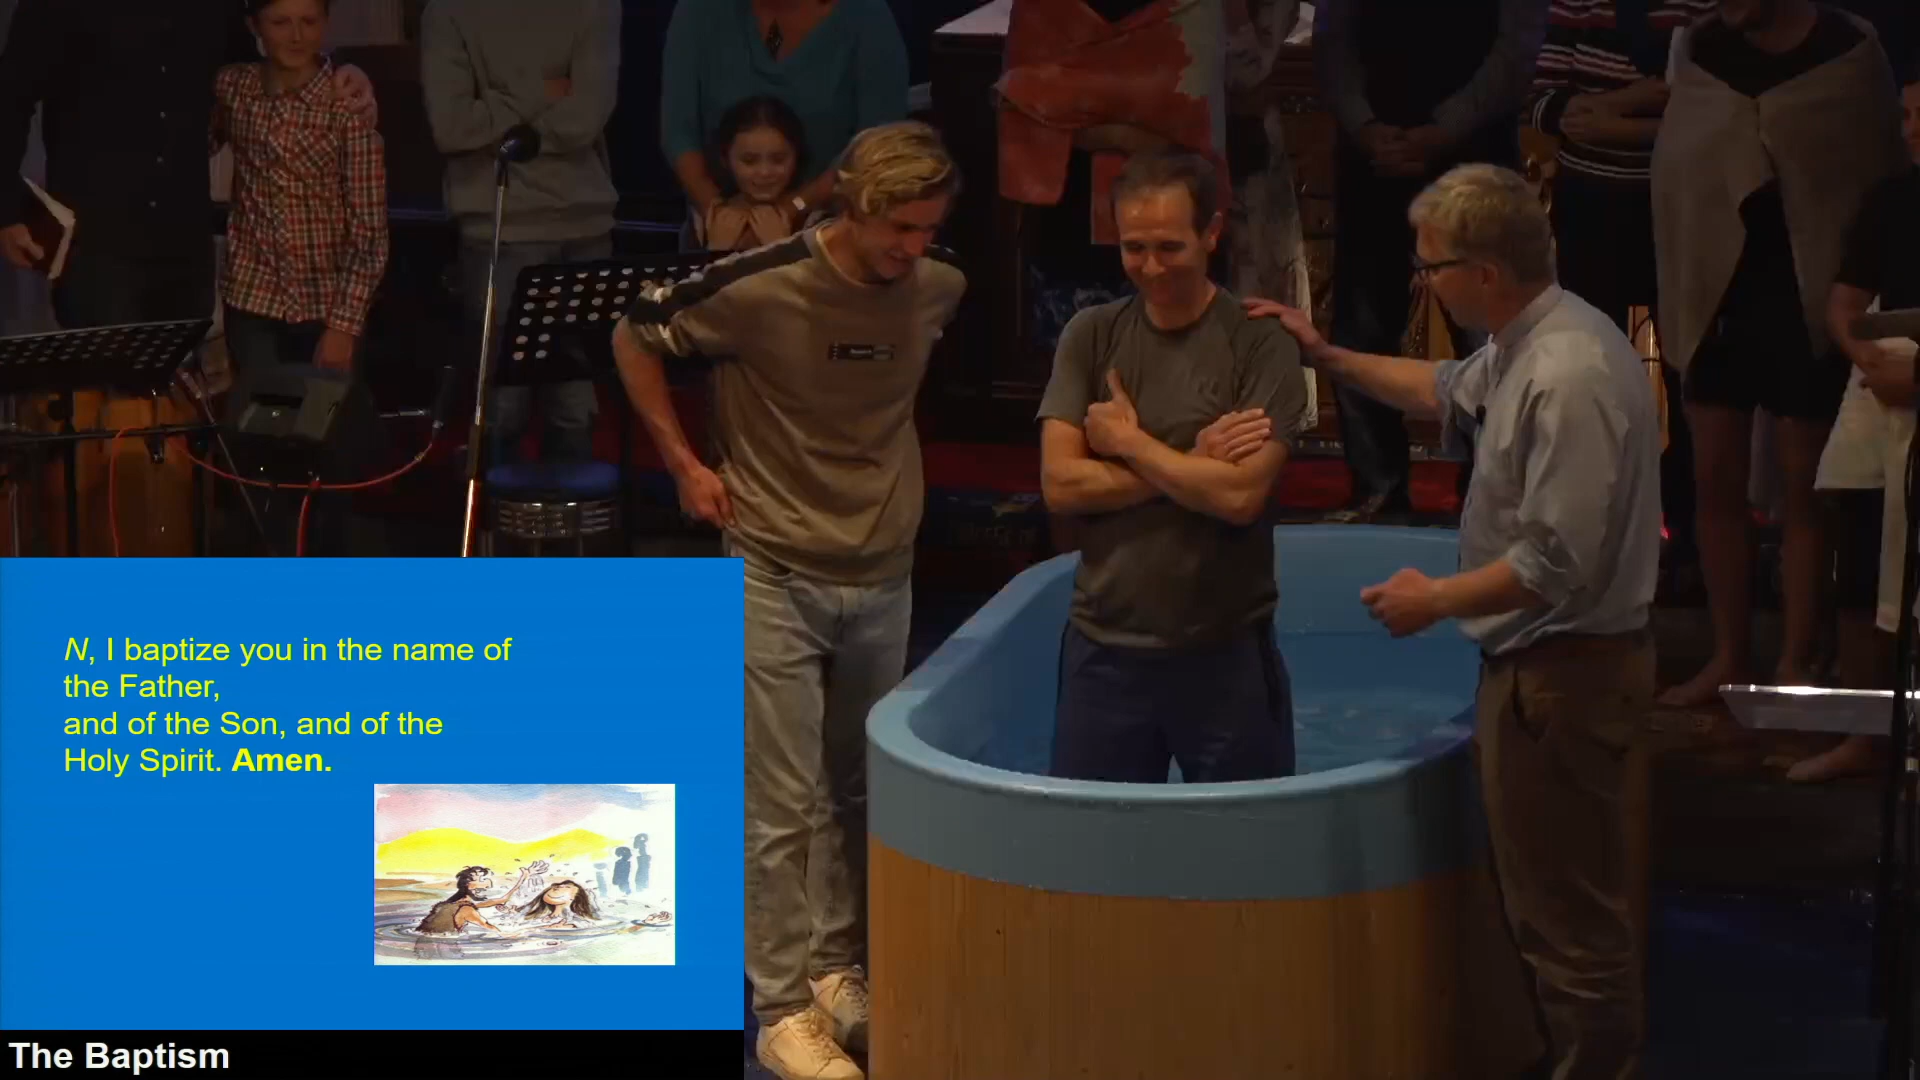 N, I baptize you in the name of
the Father,
and of the Son, and of the
Holy Spirit. Amen.
The Baptism